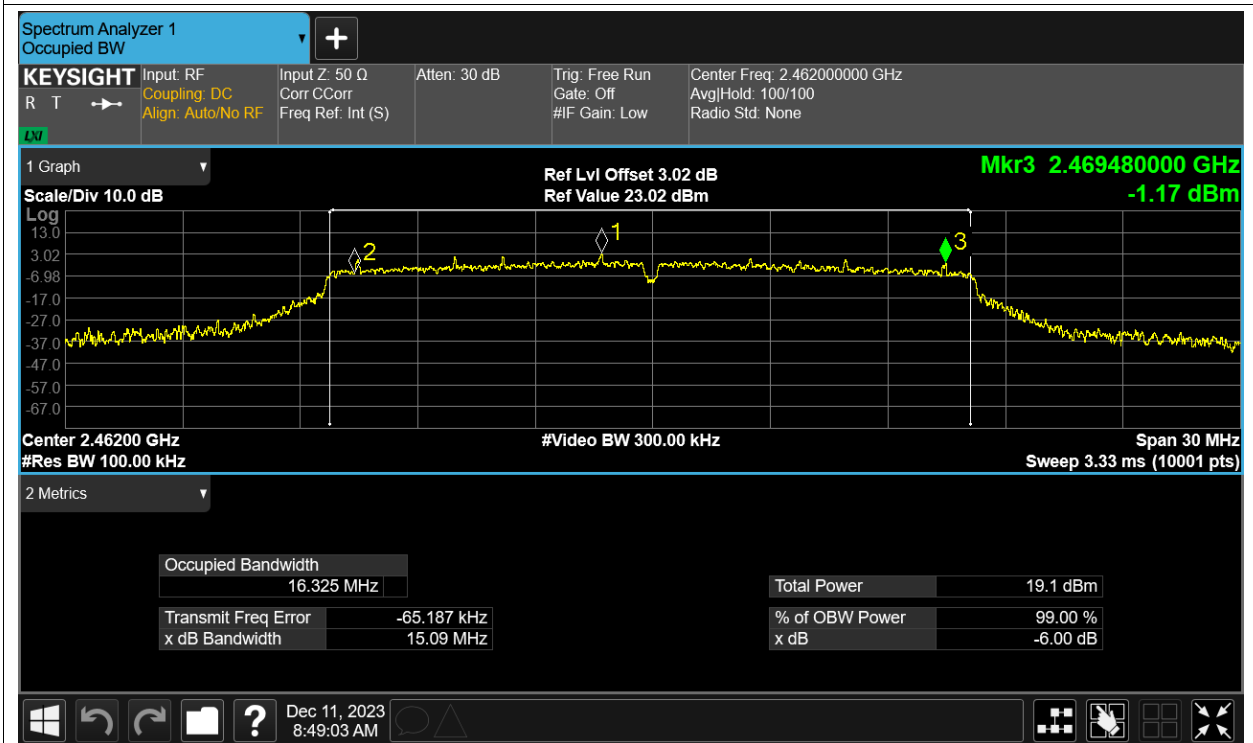 Spectrum Analyzer 1
Occupied BW
KEYSIGHT
R T
LXI
Input: RF
Coupling: DC
Align: Auto/No RF
Input Z: 50 Ω
Corr CCorr
Freq Ref: Int (S)
Atten: 30 dB
Trig: Free Run
Gate: Off
#IF Gain: Low
Center Freq: 2.462000000 GHz
Avg|Hold: 100/100
Radio Std: None
1 Graph
Scale/Div 10.0 dB
Ref Lvl Offset 3.02 dB
Ref Value 23.02 dBm
Mkr3 2.469480000 GHz
-1.17 dBm
Log
13.0
3.02
-6.98
-17.0
-27.0
-37.0
-47.0
-57.0
-67.0
2
1
3
Center 2.46200 GHz
#Res BW 100.00 kHz
#Video BW 300.00 kHz
Span 30 MHz
Sweep 3.33 ms (10001 pts)
2 Metrics
Occupied Bandwidth
16.325 MHz
Transmit Freq Error -65.187 kHz
x dB Bandwidth 15.09 MHz
Total Power 19.1 dBm
% of OBW Power 99.00 %
x dB -6.00 dB
?
Dec 11, 2023
8:49:03 AM